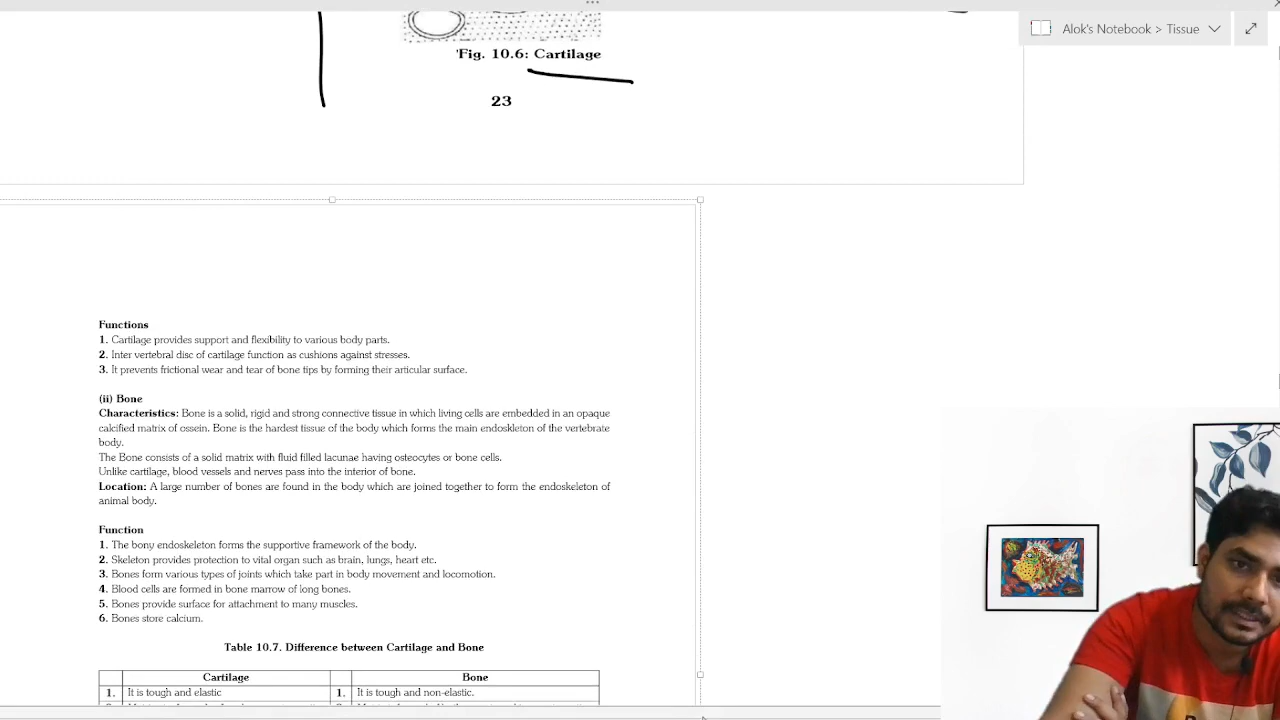 Alok's Notebook > Tissue
'Fig. 10.6: Cartilage
23
Functions
1. Cartilage provides support and flexibility to various body parts.
2. Inter vertebral disc of cartilage function as cushions against stresses.
3. It prevents frictional wear and tear of bone tips by forming their articular surface.
(ii) Bone
Characteristics: Bone is a solid, rigid and strong connective tissue in which living cells are embedded in an opaque
calcified matrix of ossein. Bone is the hardest tissue of the body which forms the main endoskleton of the vertebrate
body.
The Bone consists of a solid matrix with fluid filled lacunae having osteocytes or bone cells.
Unlike cartilage, blood vessels and nerves pass into the interior of bone.
Location: A large number of bones are found in the body which are joined together to form the endoskeleton of
animal body.
Function
1. The bony endoskeleton forms the supportive framework of the body.
2. Skeleton provides protection to vital organ such as brain, lungs, heart etc.
3. Bones form various types of joints which take part in body movement and locomotion.
4. Blood cells are formed in bone marrow of long bones.
5. Bones provide surface for attachment to many muscles.
6. Bones store calcium.
Table 10.7. Difference between Cartilage and Bone
Cartilage Bone
1. It is tough and elastic 1. It is tough and non-elastic.